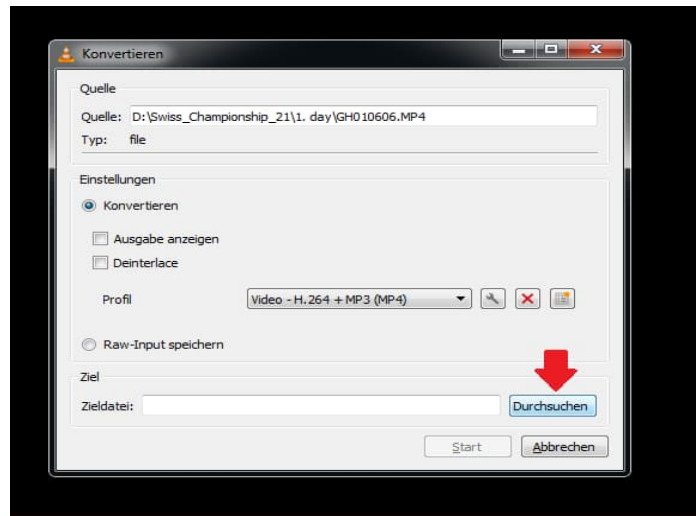 Konvertieren
Quelle
Quelle: D:\Swiss_Championship_21\1. day\GH010606.MP4
Typ: file
Einstellungen
Konvertieren
Ausgabe anzeigen
Deinterlace
Profil Video - H.264 + MP3 (MP4)
Raw-Input speichern
Ziel
Zieldatei: Durchsuchen
Start Abbrechen